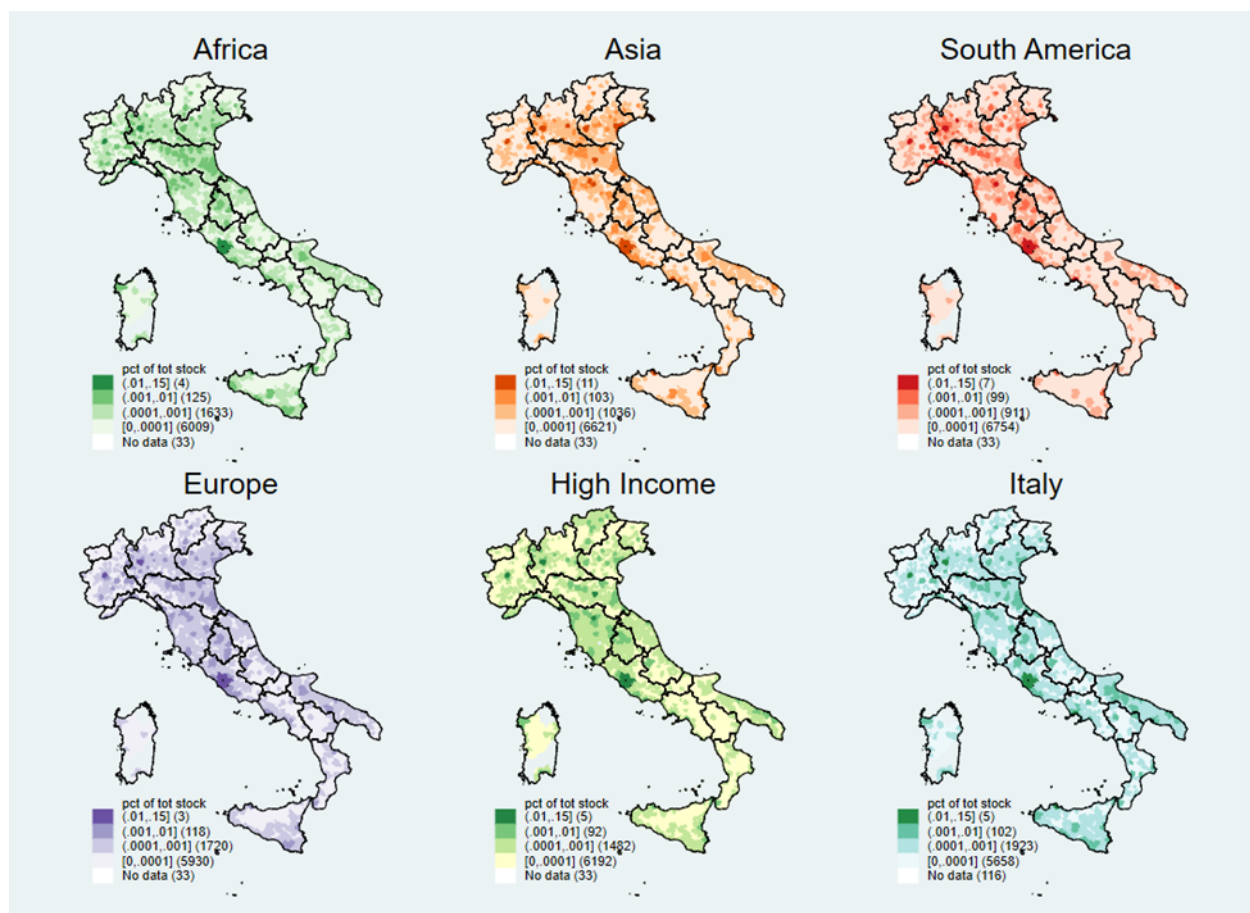 Africa
Asia
South America
pct of tot stock
(.01,.15] (4)
(.001,.01] (125)
(.0001,.001] (1633)
[0,.0001] (6009)
No data (33)
pct of tot stock
(.01,.15] (11)
(.001,.01] (103)
(.0001,.001] (1036)
[0,.0001] (6621)
No data (33)
pct of tot stock
(.01,.15] (7)
(.001,.01] (99)
(.0001,.001] (911)
[0,.0001] (6754)
No data (33)
Europe
High Income
Italy
pct of tot stock
(.01,.15] (3)
(.001,.01] (118)
(.0001,.001] (1720)
[0,.0001] (5930)
No data (33)
pct of tot stock
(.01,.15] (5)
(.001,.01] (92)
(.0001,.001] (1482)
[0,.0001] (6192)
No data (33)
pct of tot stock
(.01,.15] (5)
(.001,.01] (102)
(.0001,.001] (1923)
[0,.0001] (5658)
No data (116)